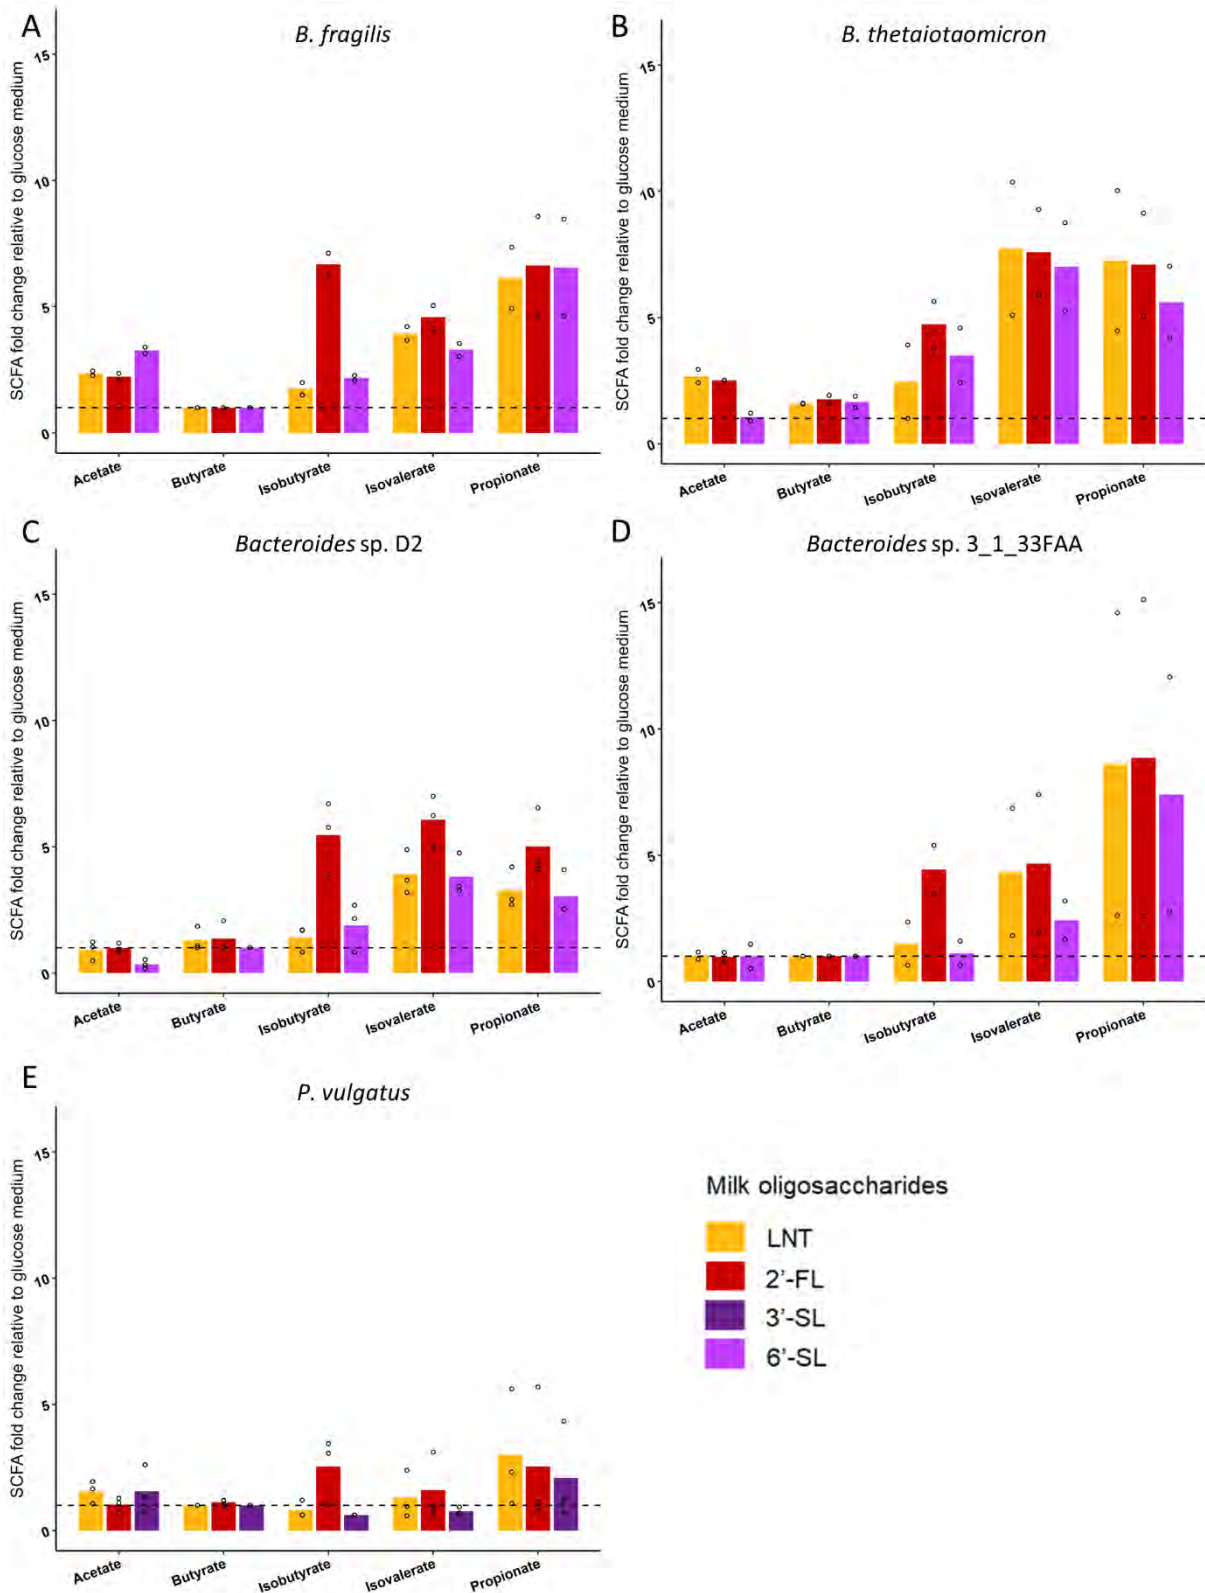 A
B. fragilis
SCFA fold change relative to glucose medium
15
10
5
0
Acetate
Butyrate
Isobutyrate
Isovalerate
Propionate
B
B. thetaiotaomicron
SCFA fold change relative to glucose medium
15
10
5
0
Acetate
Butyrate
Isobutyrate
Isovalerate
Propionate
C
Bacteroides sp. D2
SCFA fold change relative to glucose medium
15
10
5
0
Acetate
Butyrate
Isobutyrate
Isovalerate
Propionate
D
Bacteroides sp. 3_1_33FAA
SCFA fold change relative to glucose medium
15
10
5
0
Acetate
Butyrate
Isobutyrate
Isovalerate
Propionate
E
P. vulgatus
SCFA fold change relative to glucose medium
15
10
5
0
Acetate
Butyrate
Isobutyrate
Isovalerate
Propionate
Milk oligosaccharides
LNT
2’-FL
3’-SL
6’-SL